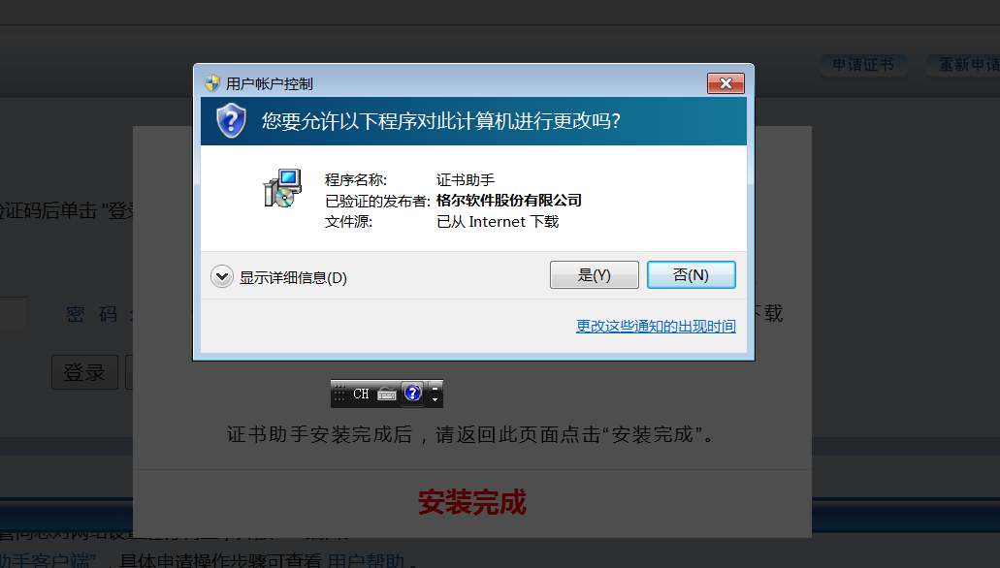 申请证书
重新申请
用户帐户控制
您要允许以下程序对此计算机进行更改吗?
程序名称: 证书助手
已验证的发布者: 格尔软件股份有限公司
文件源: 已从 Internet 下载
证码后单击 "登录
显示详细信息(D)
是(Y)
否(N)
密 码:
下载
更改这些通知的出现时间
登录
CH
证书助手安装完成后，请返回此页面点击“安装完成”。
安装完成
助手客户端”，具体申请操作步骤可查看 用户帮助 。